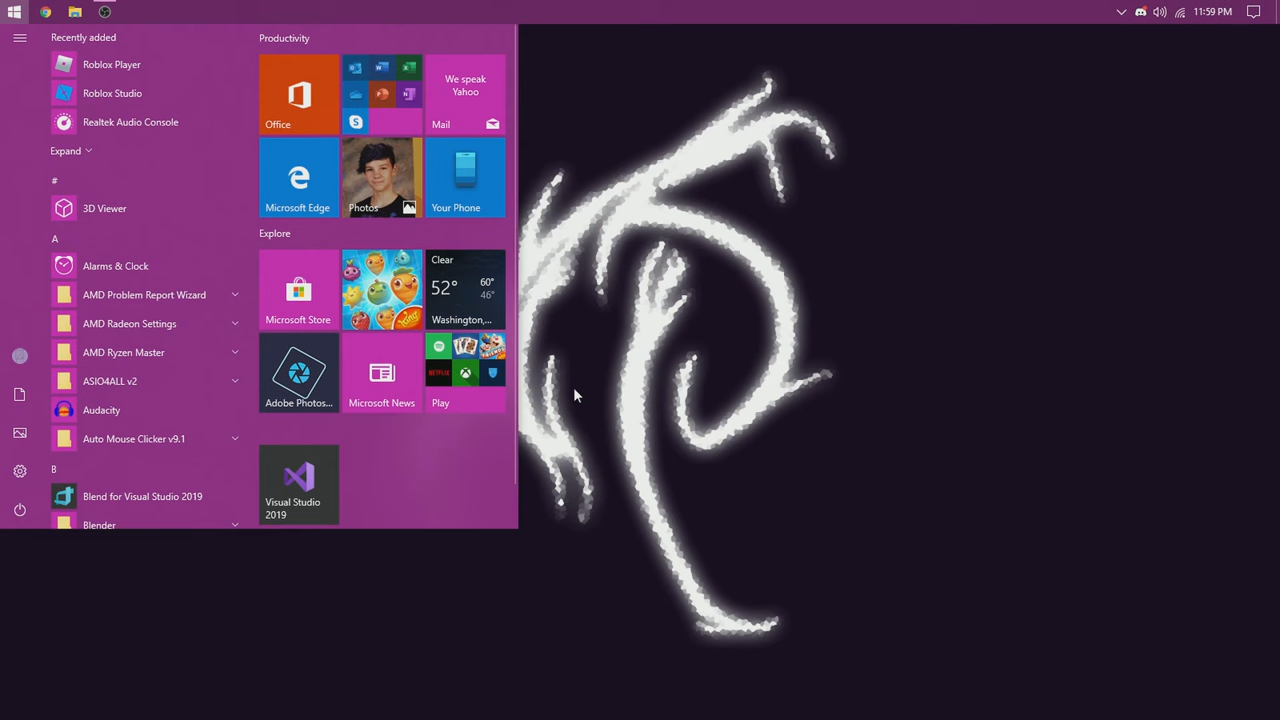 11:59 PM
Recently added
Roblox Player
Roblox Studio
Realtek Audio Console
Expand
#
3D Viewer
A
Alarms & Clock
AMD Problem Report Wizard
AMD Radeon Settings
AMD Ryzen Master
ASIO4ALL v2
Audacity
Auto Mouse Clicker v9.1
B
Blend for Visual Studio 2019
Blender
Productivity
Office
We speak
Yahoo
Mail
Microsoft Edge
Photos
Your Phone
Explore
Microsoft Store
King
Clear
52°
60°
46°
Washington,...
Adobe Photos...
Microsoft News
NETFLIX
Play
Visual Studio
2019